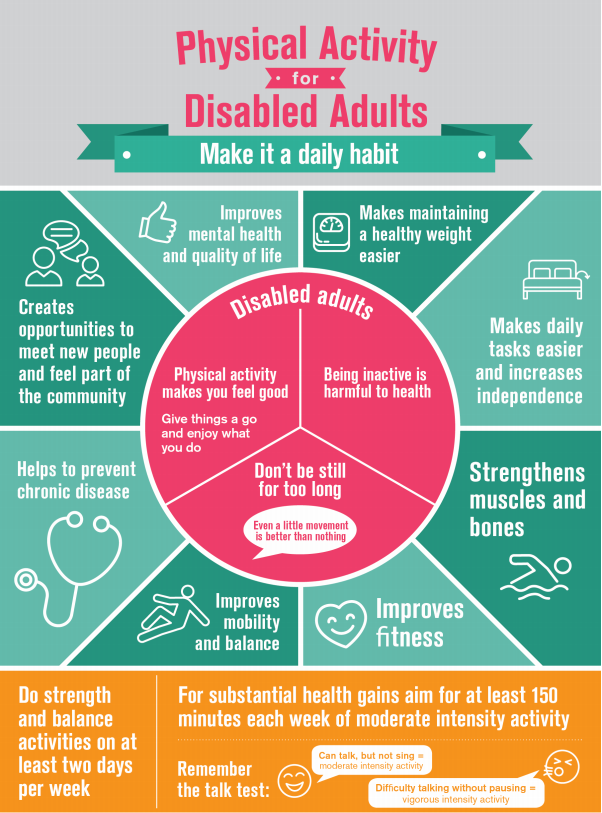 Physical Activity
for
Disabled Adults
Make it a daily habit
Improves
mental health
and quality of life
Makes maintaining
a healthy weight
easier
Creates
opportunities to
meet new people
and feel part of
the community
Makes daily
tasks easier
and increases
independence
Disabled adults
Physical activity
makes you feel good
Give things a go
and enjoy what
you do
Being inactive is
harmful to health
Don't be still
for too long
Even a little movement
is better than nothing
Helps to prevent
chronic disease
Strengthens
muscles and
bones
Improves
mobility
and balance
Improves
fitness
Do strength
and balance
activities on at
least two days
per week
For substantial health gains aim for at least 150
minutes each week of moderate intensity activity
Remember
the talk test:
Can talk, but not sing =
moderate intensity activity
Difficulty talking without pausing =
vigorous intensity activity